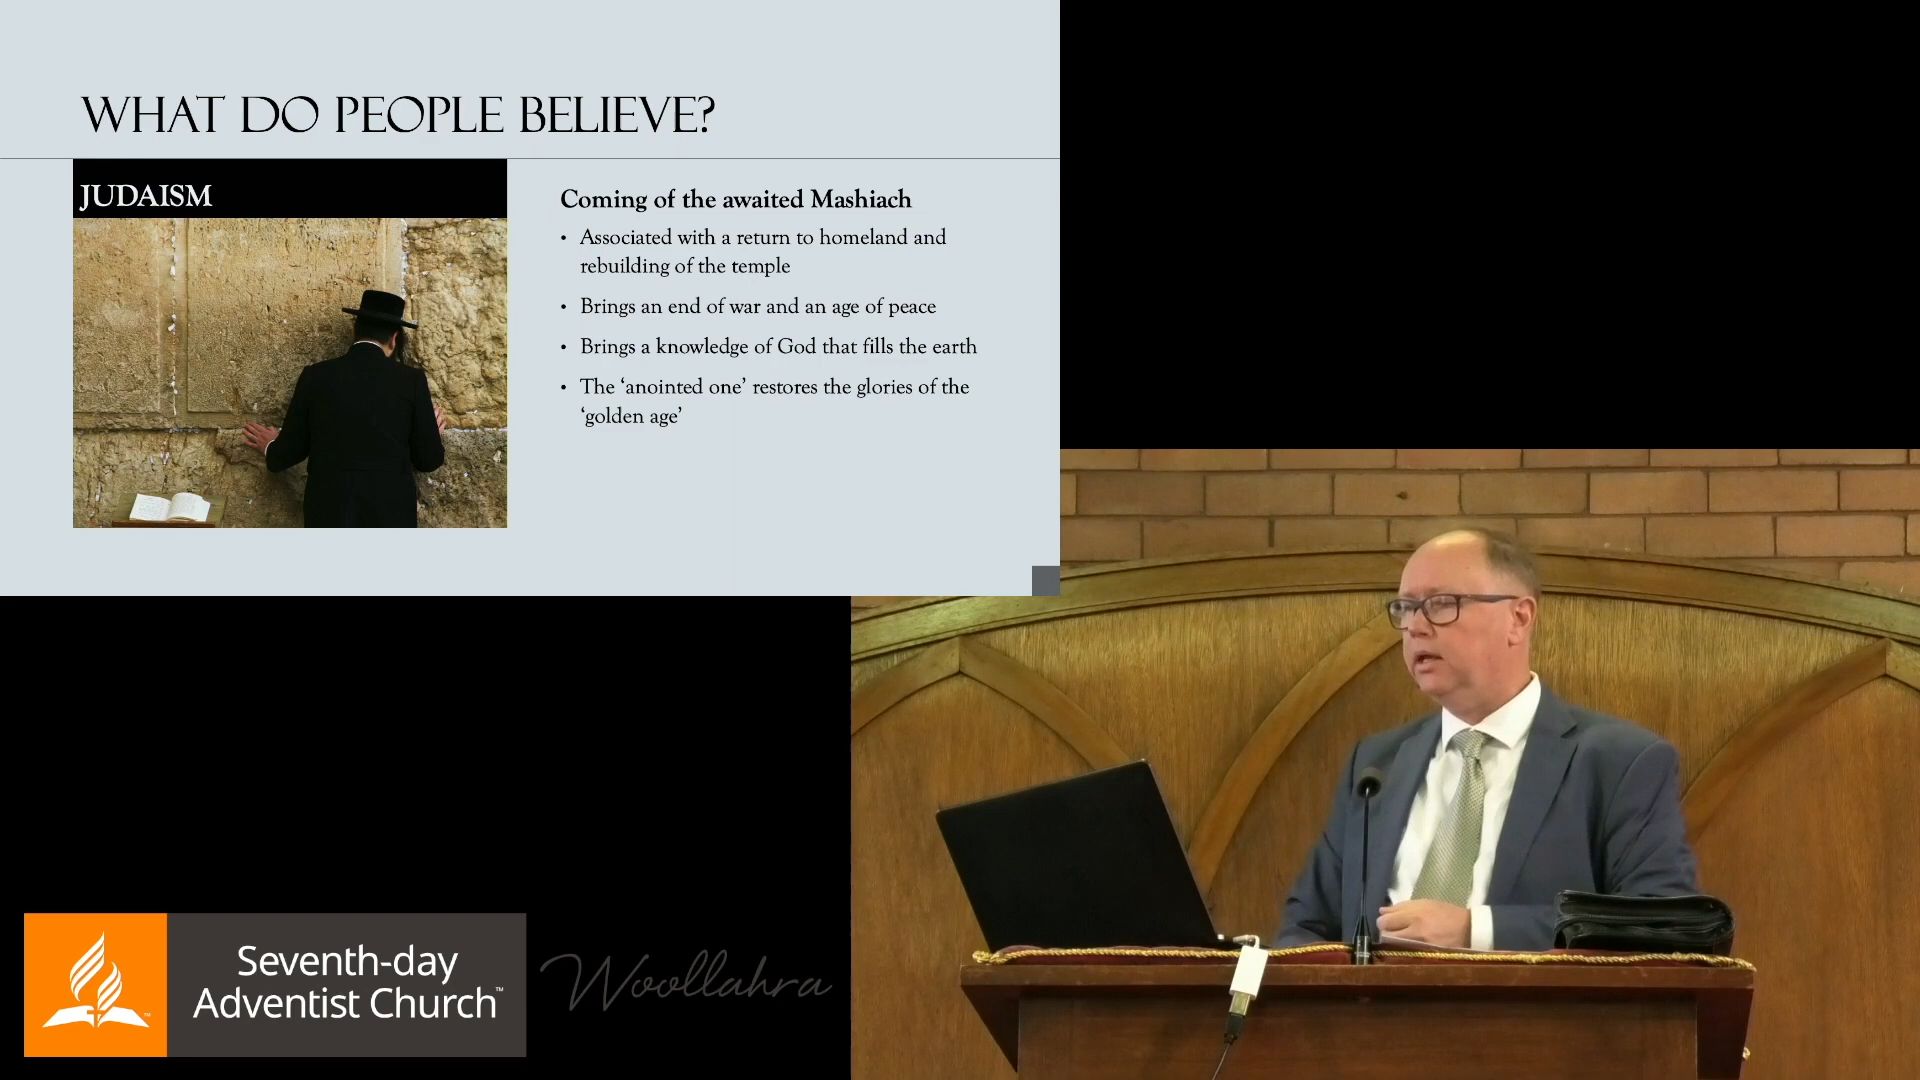 WHAT DO PEOPLE BELIEVE?
JUDAISM
Coming of the awaited Mashiach
• Associated with a return to homeland and
rebuilding of the temple
• Brings an end of war and an age of peace
• Brings a knowledge of God that fills the earth
• The ‘anointed one’ restores the glories of the
‘golden age’
Seventh-day
Adventist Church™
Woollahra